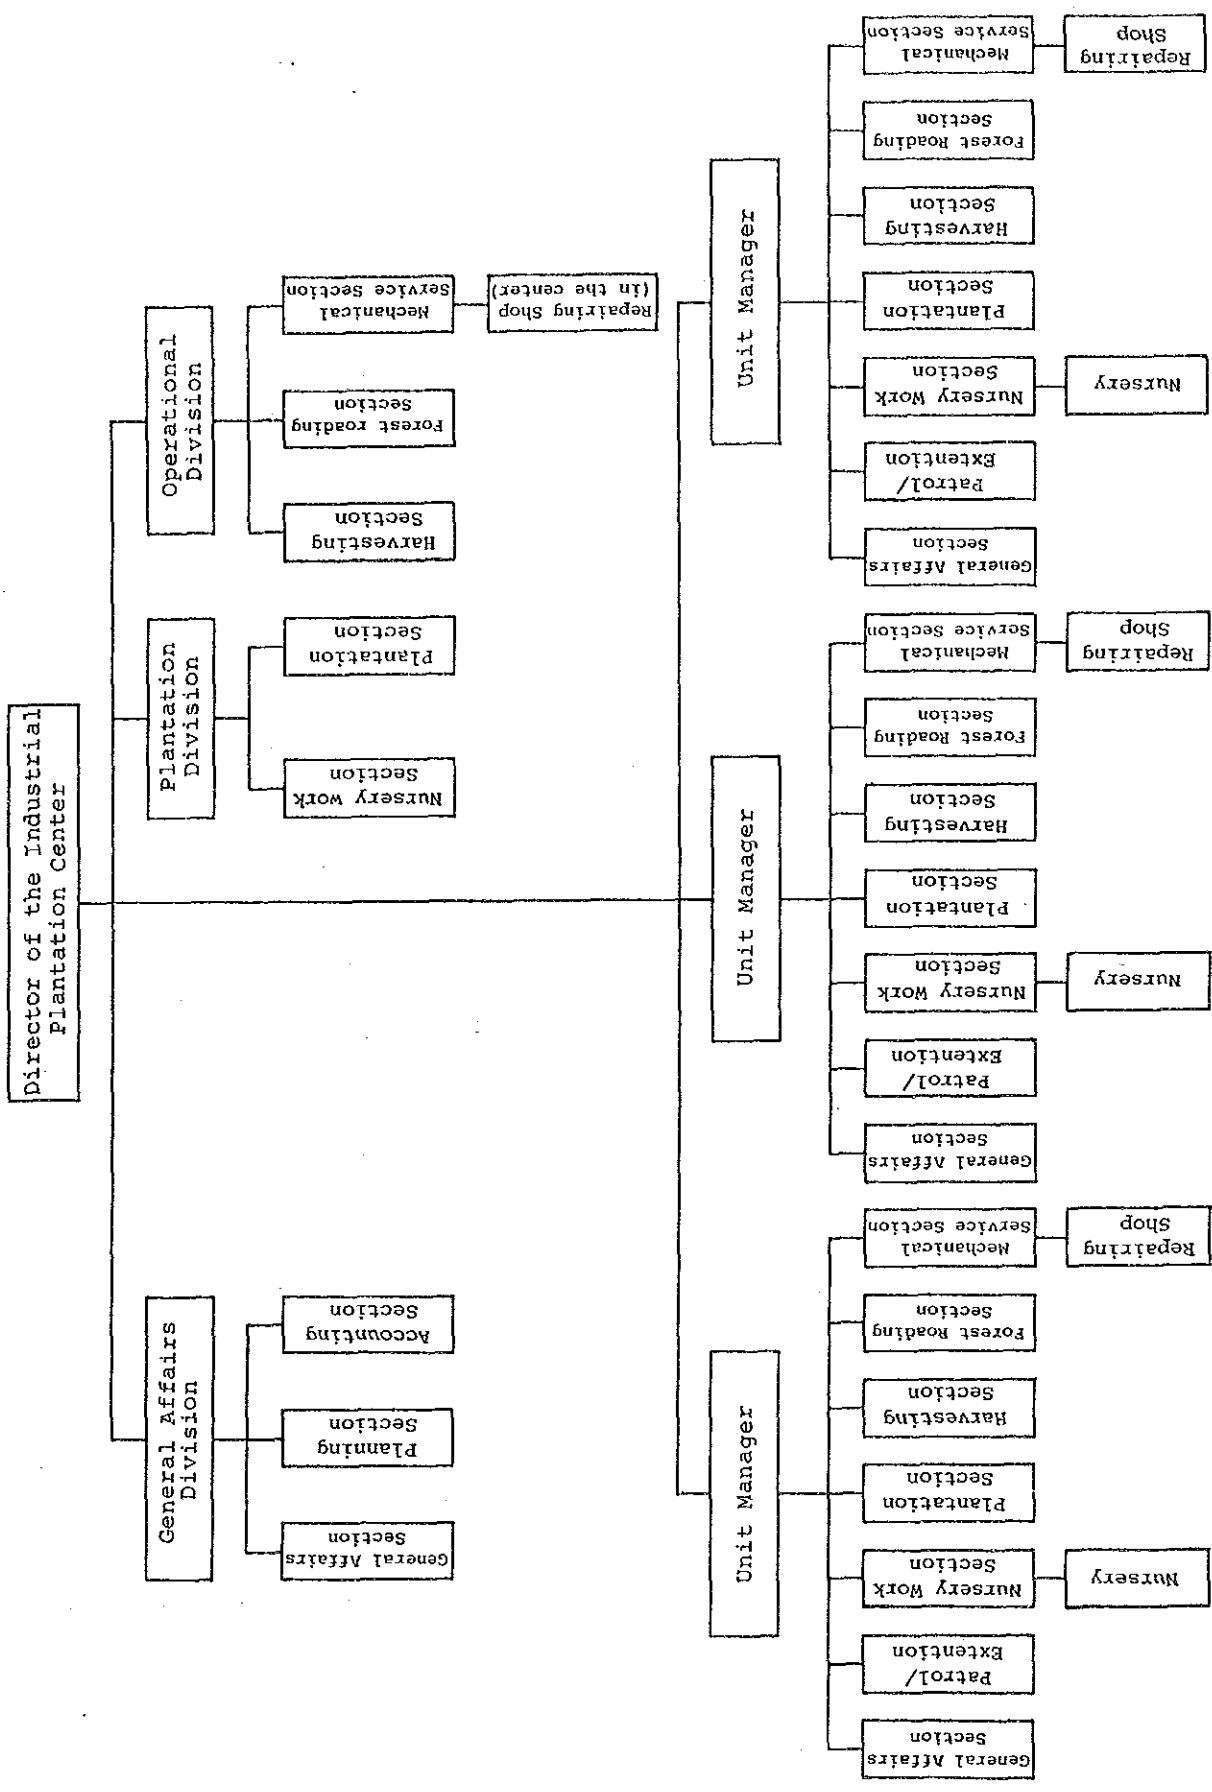 Director of the Industrial
Plantation Center
General Affairs
Division
Plantation
Division
Operational
Division
General Affairs
Section
Planning
Section
Accounting
Section
Nursery work
Section
Plantation
Section
Harvesting
Section
Forest roading
Section
Mechanical
Service Section
Repairing Shop
(in the center)
Unit Manager
Unit Manager
Unit Manager
General Affairs
Section
Patrol/
Extention
Nursery Work
Section
Plantation
Section
Harvesting
Section
Forest Roading
Section
Mechanical
Service Section
Nursery
Repairing
Shop
General Affairs
Section
Patrol/
Extention
Nursery Work
Section
Plantation
Section
Harvesting
Section
Forest Roading
Section
Mechanical
Service Section
Nursery
Repairing
Shop
General Affairs
Section
Patrol/
Extention
Nursery Work
Section
Plantation
Section
Harvesting
Section
Forest Roading
Section
Mechanical
Service Section
Nursery
Repairing
Shop